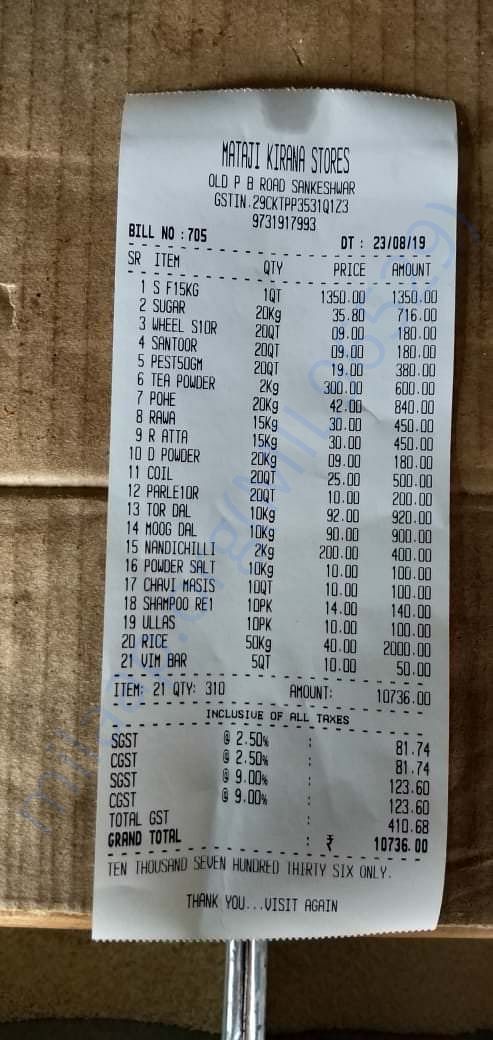 MATAJI KIRANA STORES
OLD P B ROAD SANKESHWAR
GSTIN.29CKTPP3531Q1Z3
9731917993
BILL NO :705 DT : 23/08/19
SR ITEM QTY PRICE AMOUNT
1 S F15KG 1QT 1350.00 1350.00
2 SUGAR 20Kg 35.80 716.00
3 WHEEL S10R 20QT 09.00 180.00
4 SANTOOR 20QT 09.00 180.00
5 PEST50GM 20QT 19.00 380.00
6 TEA POWDER 2Kg 300.00 600.00
7 POHE 20Kg 42.00 840.00
8 RAWA 15Kg 30.00 450.00
9 R ATTA 15Kg 30.00 450.00
10 D POWDER 20Kg 09.00 180.00
11 COIL 20QT 25.00 500.00
12 PARLE10R 20QT 10.00 200.00
13 TOR DAL 10Kg 92.00 920.00
14 MOOG DAL 10Kg 90.00 900.00
15 NANDICHILLI 2Kg 200.00 400.00
16 POWDER SALT 10Kg 10.00 100.00
17 CHAVI MASIS 10QT 10.00 100.00
18 SHAMPOO RE1 10PK 14.00 140.00
19 ULLAS 10PK 10.00 100.00
20 RICE 50Kg 40.00 2000.00
21 VIM BAR 5QT 10.00 50.00
ITEM: 21 QTY: 310 AMOUNT: 10736.00
INCLUSIVE OF ALL TAXES
SGST @ 2.50% : 81.74
CGST @ 2.50% : 81.74
SGST @ 9.00% : 123.60
CGST @ 9.00% : 123.60
TOTAL GST : 410.68
GRAND TOTAL : ₹ 10736.00
TEN THOUSAND SEVEN HUNDRED THIRTY SIX ONLY.
THANK YOU...VISIT AGAIN